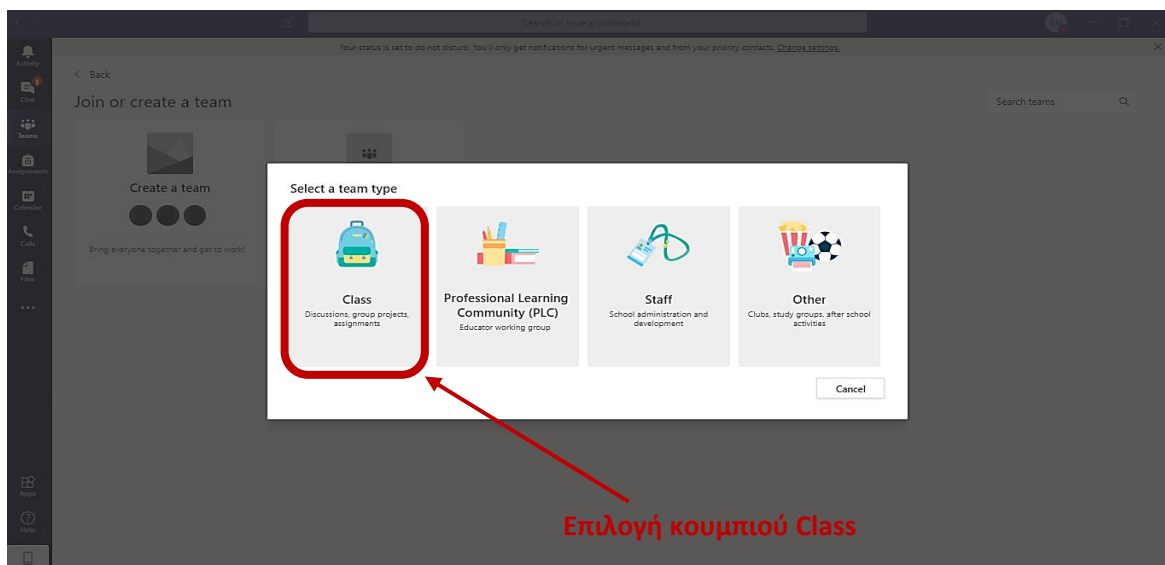 Search or type a command
Your status is set to do not disturb. You'll only get notifications for urgent messages and from your priority contacts. Change settings.
Activity
< Back
Chat
Join or create a team
Search teams
Teams
Assignments
Create a team
Select a team type
Calendar
Calls
Bring everyone together and get to work!
Files
Class
Discussions, group projects,
assignments
Professional Learning
Community (PLC)
Educator working group
Staff
School administration and
development
Other
Clubs, study groups, after school
activities
Cancel
Apps
Help
Επιλογή κουμπιού Class